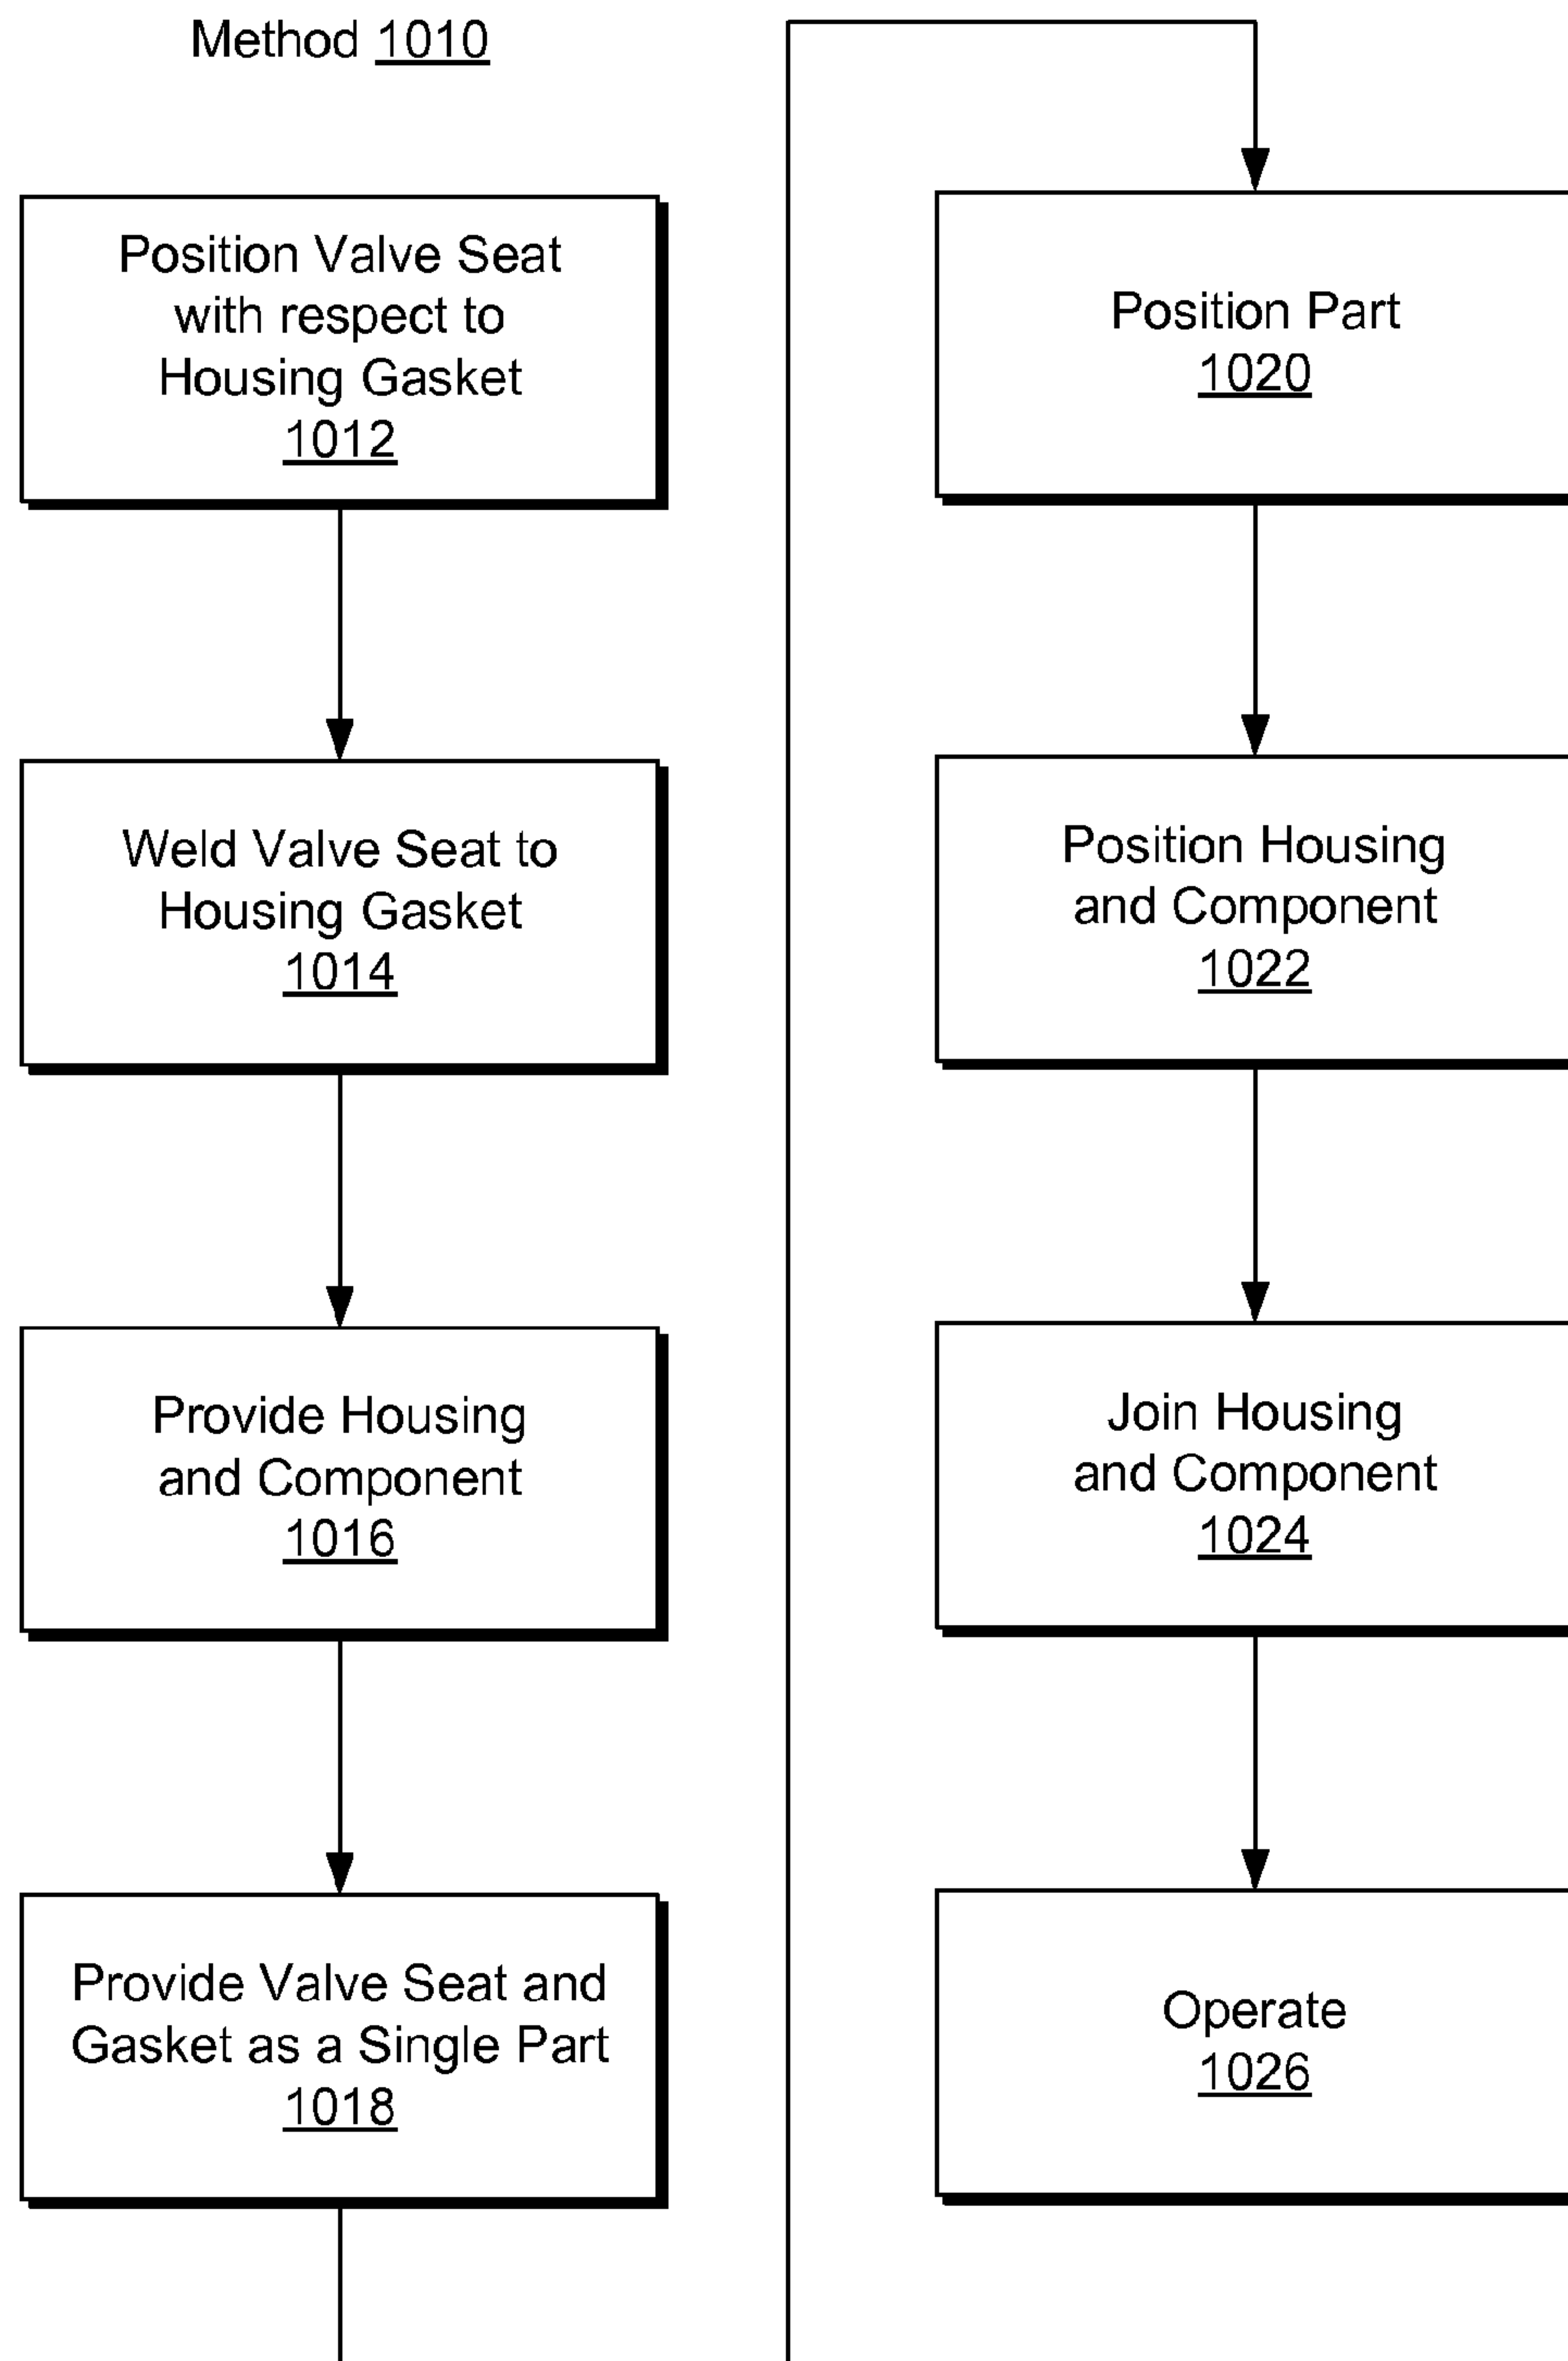 Method 1010
Position Valve Seat
with respect to
Housing Gasket
1012
Weld Valve Seat to
Housing Gasket
1014
Provide Housing
and Component
1016
Provide Valve Seat and
Gasket as a Single Part
1018
Position Part
1020
Position Housing
and Component
1022
Join Housing
and Component
1024
Operate
1026